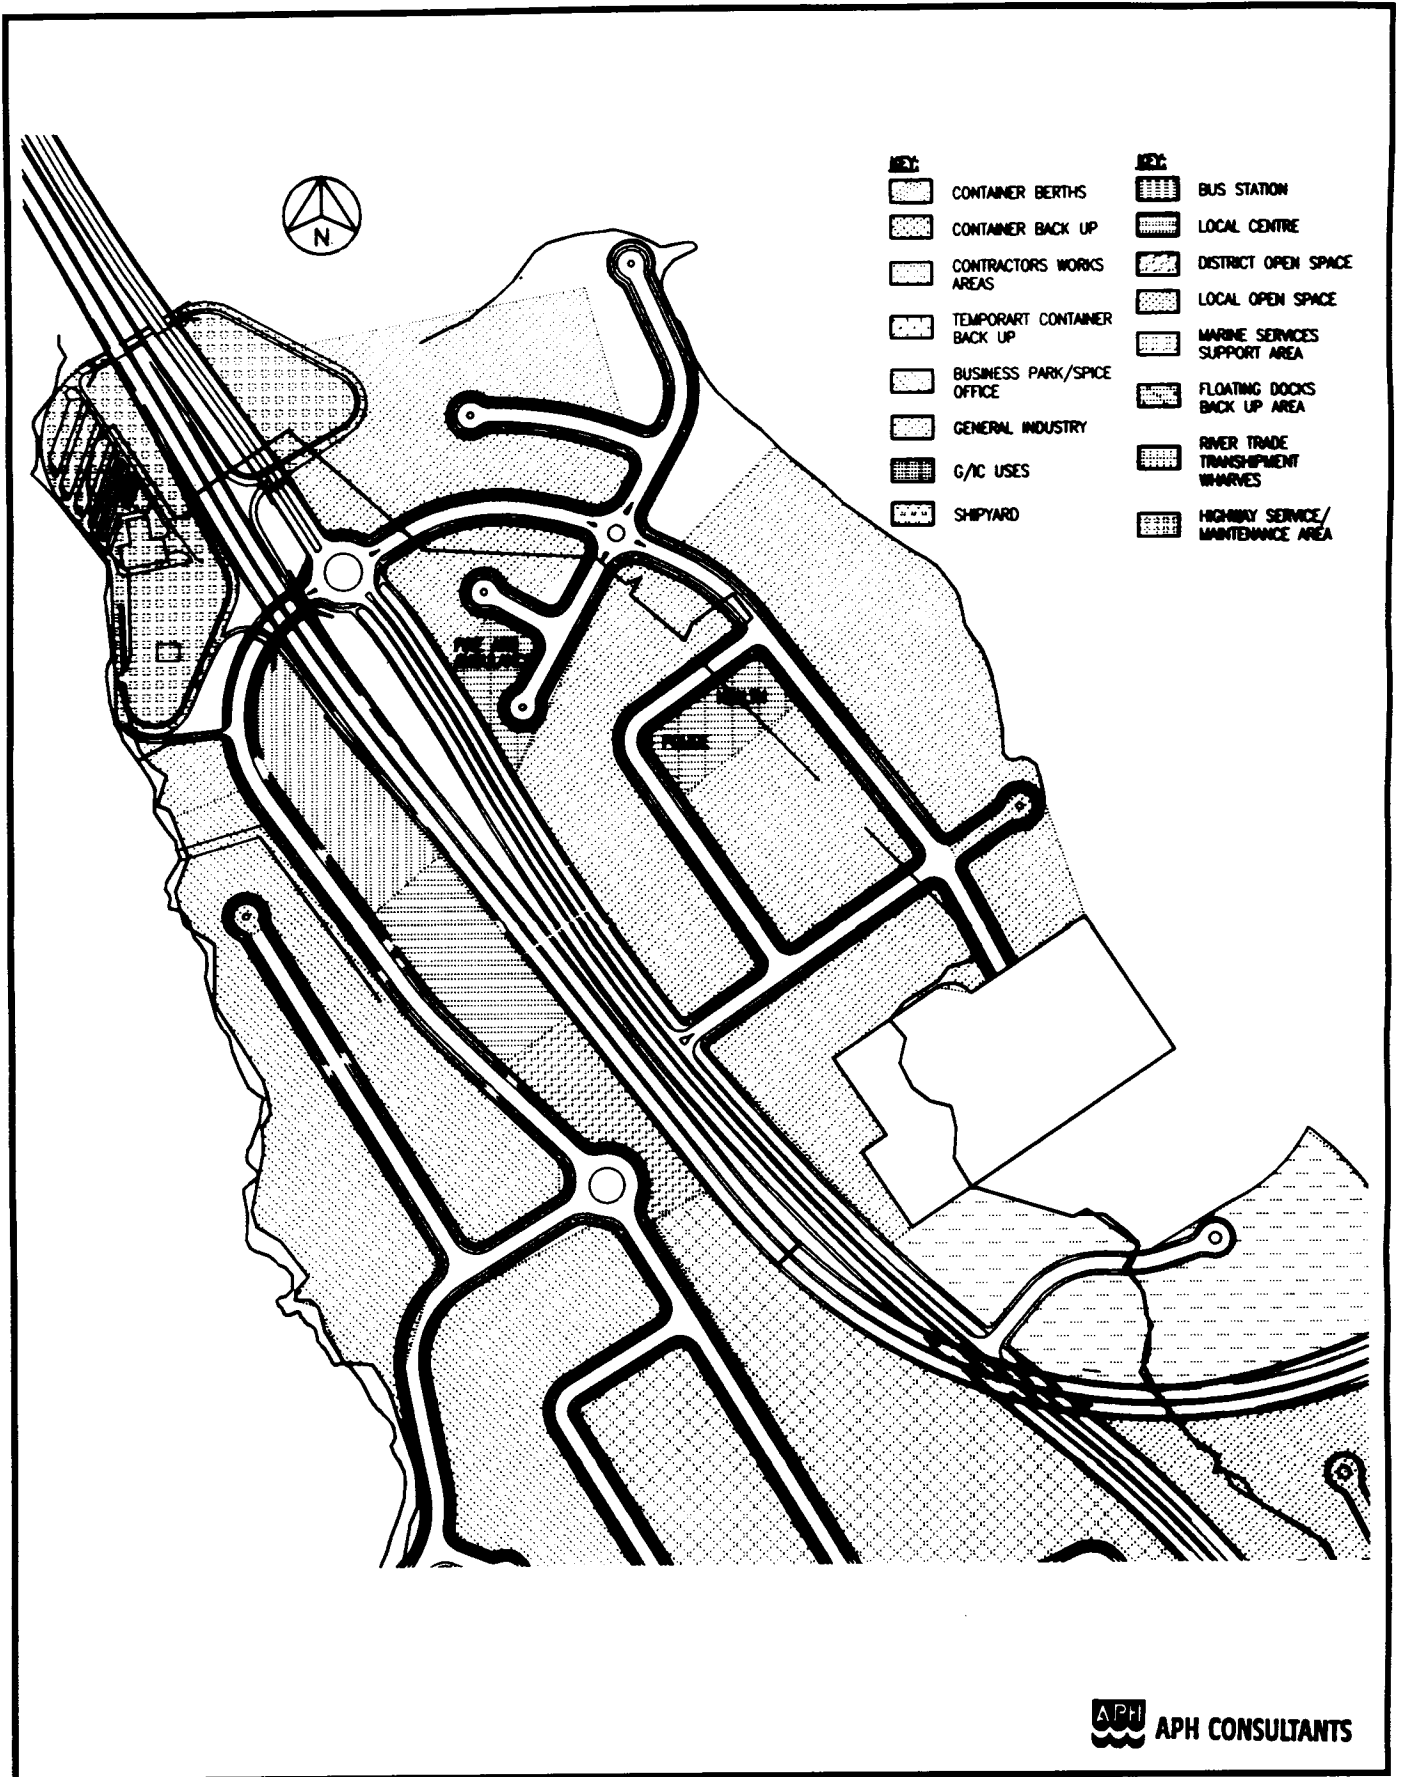 N
KEY:
CONTAINER BERTHS
CONTAINER BACK UP
CONTRACTORS WORKS
AREAS
TEMPORART CONTAINER
BACK UP
BUSINESS PARK/SPICE
OFFICE
GENERAL INDUSTRY
G/IC USES
SHIPYARD
KEY:
BUS STATION
LOCAL CENTRE
DISTRICT OPEN SPACE
LOCAL OPEN SPACE
MARINE SERVICES
SUPPORT AREA
FLOATING DOCKS
BACK UP AREA
RIVER TRADE
TRANSHIPMENT
WHARVES
HIGHWAY SERVICE/
MAINTENANCE AREA
POLICE
APH
APH CONSULTANTS